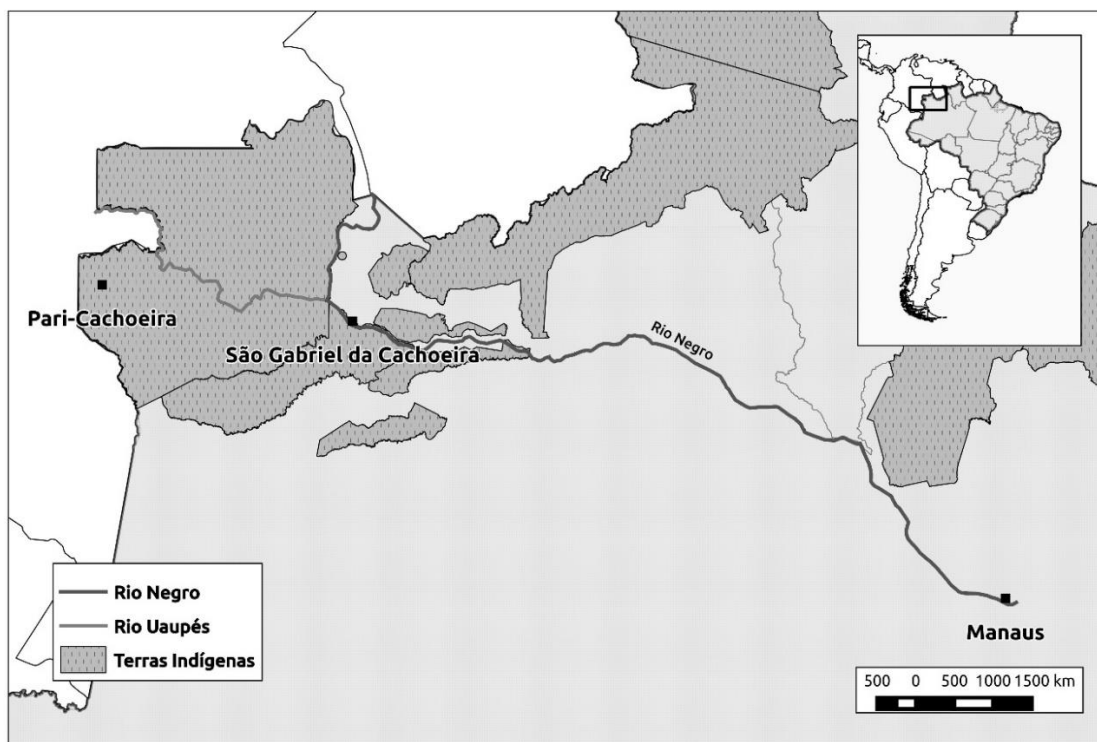 Pari-Cachoeira
São Gabriel da Cachoeira
Rio Negro
Manaus
Rio Negro
Rio Uaupés
Terras Indígenas
500 0 500 1000 1500 km